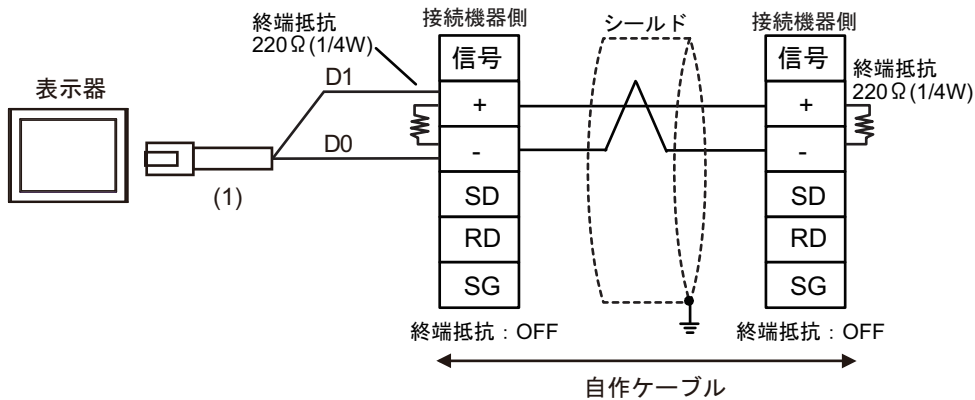 表示器
(1)
D1
D0
終端抵抗
220Ω(1/4W)
接続機器側
信号
+
-
SD
RD
SG
終端抵抗：OFF
シールド
接続機器側
信号
+
-
SD
RD
SG
終端抵抗：OFF
終端抵抗
220Ω(1/4W)
自作ケーブル